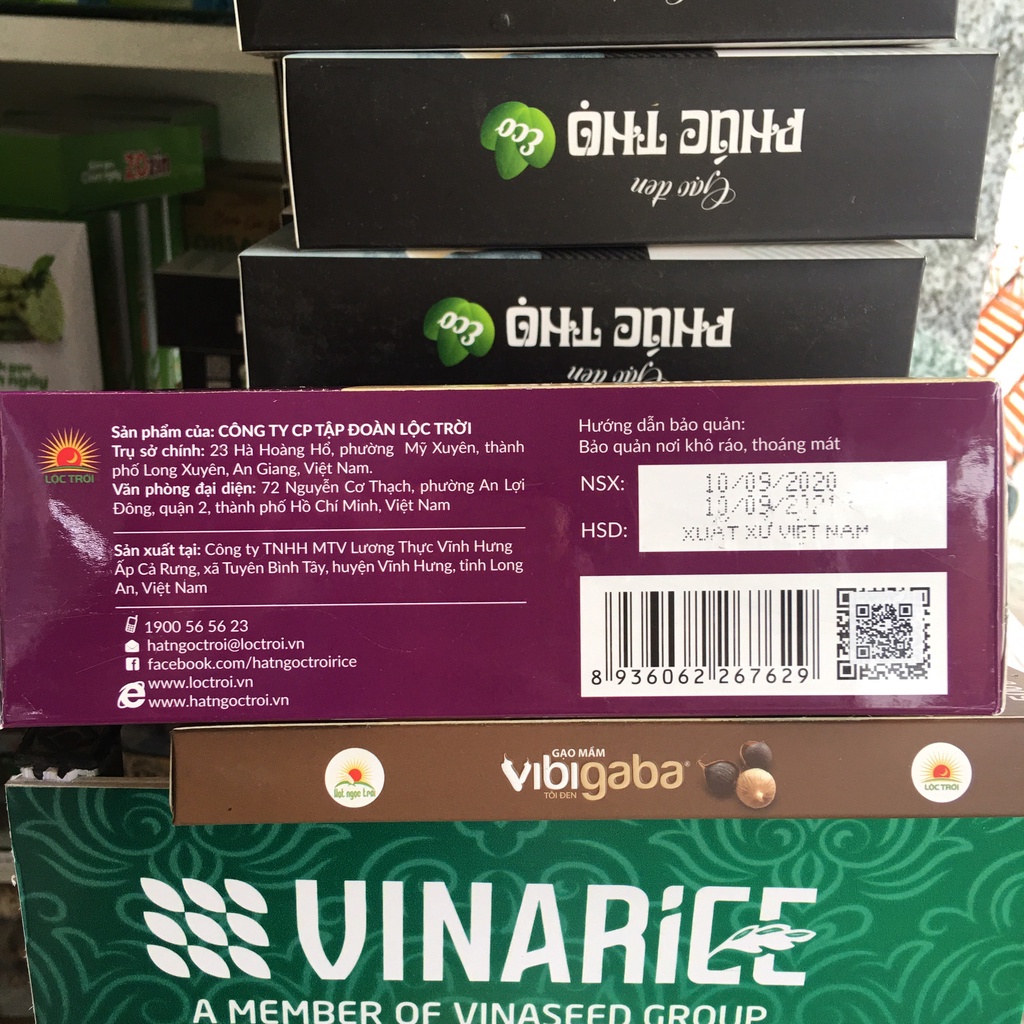 Eco
PHÚC THỌ
Gạo đen
Eco
PHÚC THỌ
Gạo đen
LỘC TRỜI
Sản phẩm của: CÔNG TY CP TẬP ĐOÀN LỘC TRỜI
Trụ sở chính: 23 Hà Hoàng Hổ, phường Mỹ Xuyên, thành
phố Long Xuyên, An Giang, Việt Nam.
Văn phòng đại diện: 72 Nguyễn Cơ Thạch, phường An Lợi
Đông, quận 2, thành phố Hồ Chí Minh, Việt Nam
Sản xuất tại: Công ty TNHH MTV Lương Thực Vĩnh Hưng
Ấp Cả Rưng, xã Tuyên Bình Tây, huyện Vĩnh Hưng, tỉnh Long
An, Việt Nam
1900 56 56 23
hatngoctroi@loctroi.vn
facebook.com/hatngoctroirice
www.loctroi.vn
www.hatngoctroi.vn
Hướng dẫn bảo quản:
Bảo quản nơi khô ráo, thoáng mát
NSX: 10/09/2020
HSD:
XUẤT XỨ VIỆT NAM
8 936062 267629
Hạt ngọc trời
GẠO MẦM
Vibigaba®
TỎI ĐEN
LỘC TRỜI
VINARICE
A MEMBER OF VINASEED GROUP